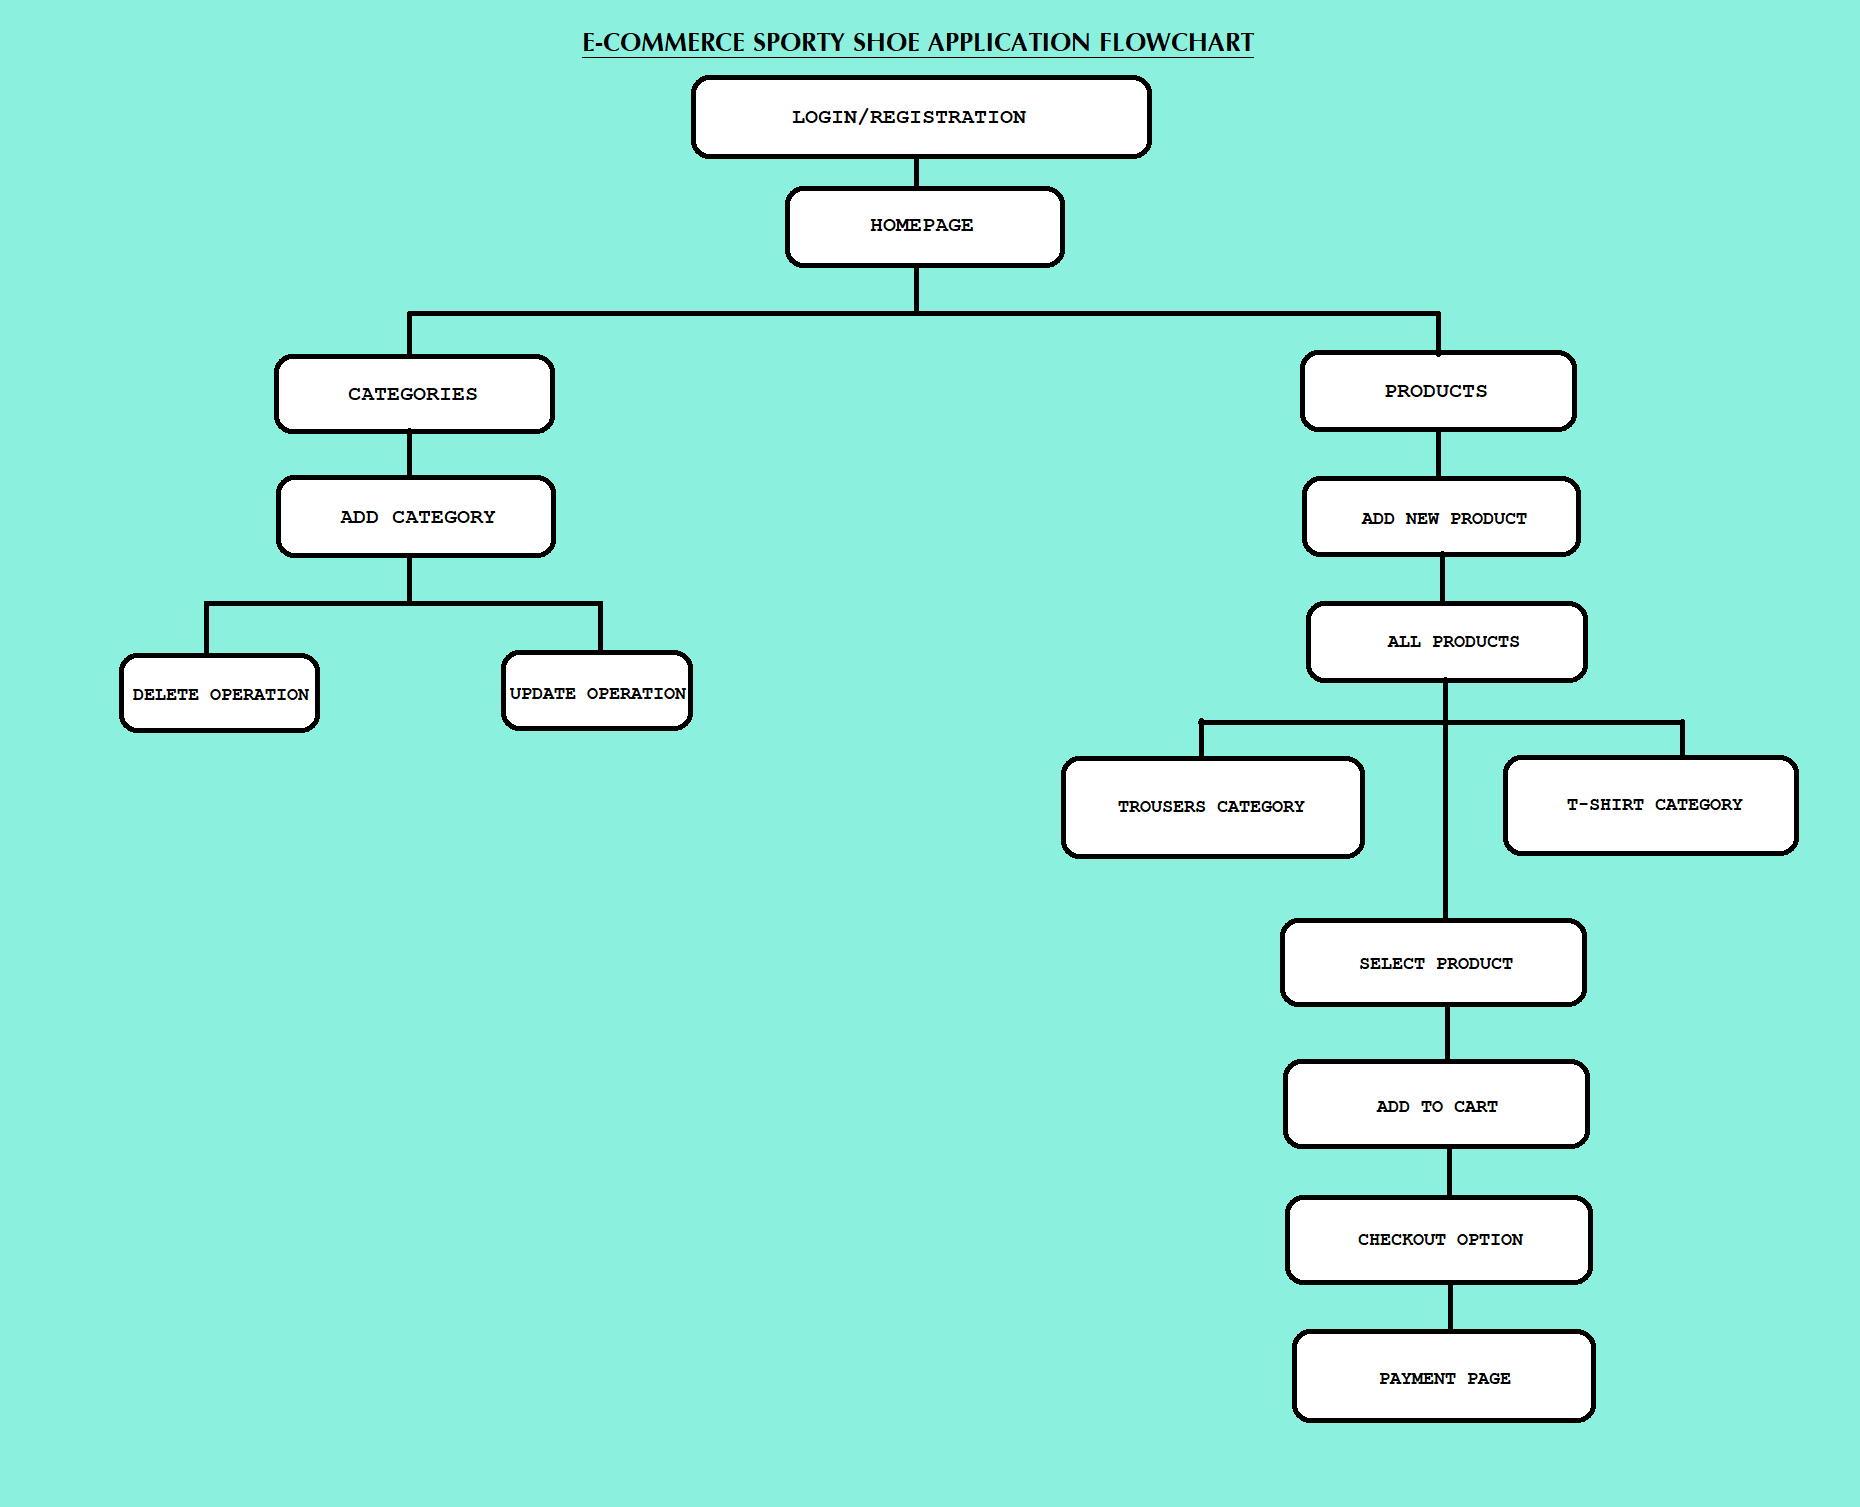 E-COMMERCE SPORTY SHOE APPLICATION FLOWCHART
LOGIN/REGISTRATION
HOMEPAGE
CATEGORIES
PRODUCTS
ADD CATEGORY
ADD NEW PRODUCT
ALL PRODUCTS
DELETE OPERATION
UPDATE OPERATION
TROUSERS CATEGORY
T-SHIRT CATEGORY
SELECT PRODUCT
ADD TO CART
CHECKOUT OPTION
PAYMENT PAGE